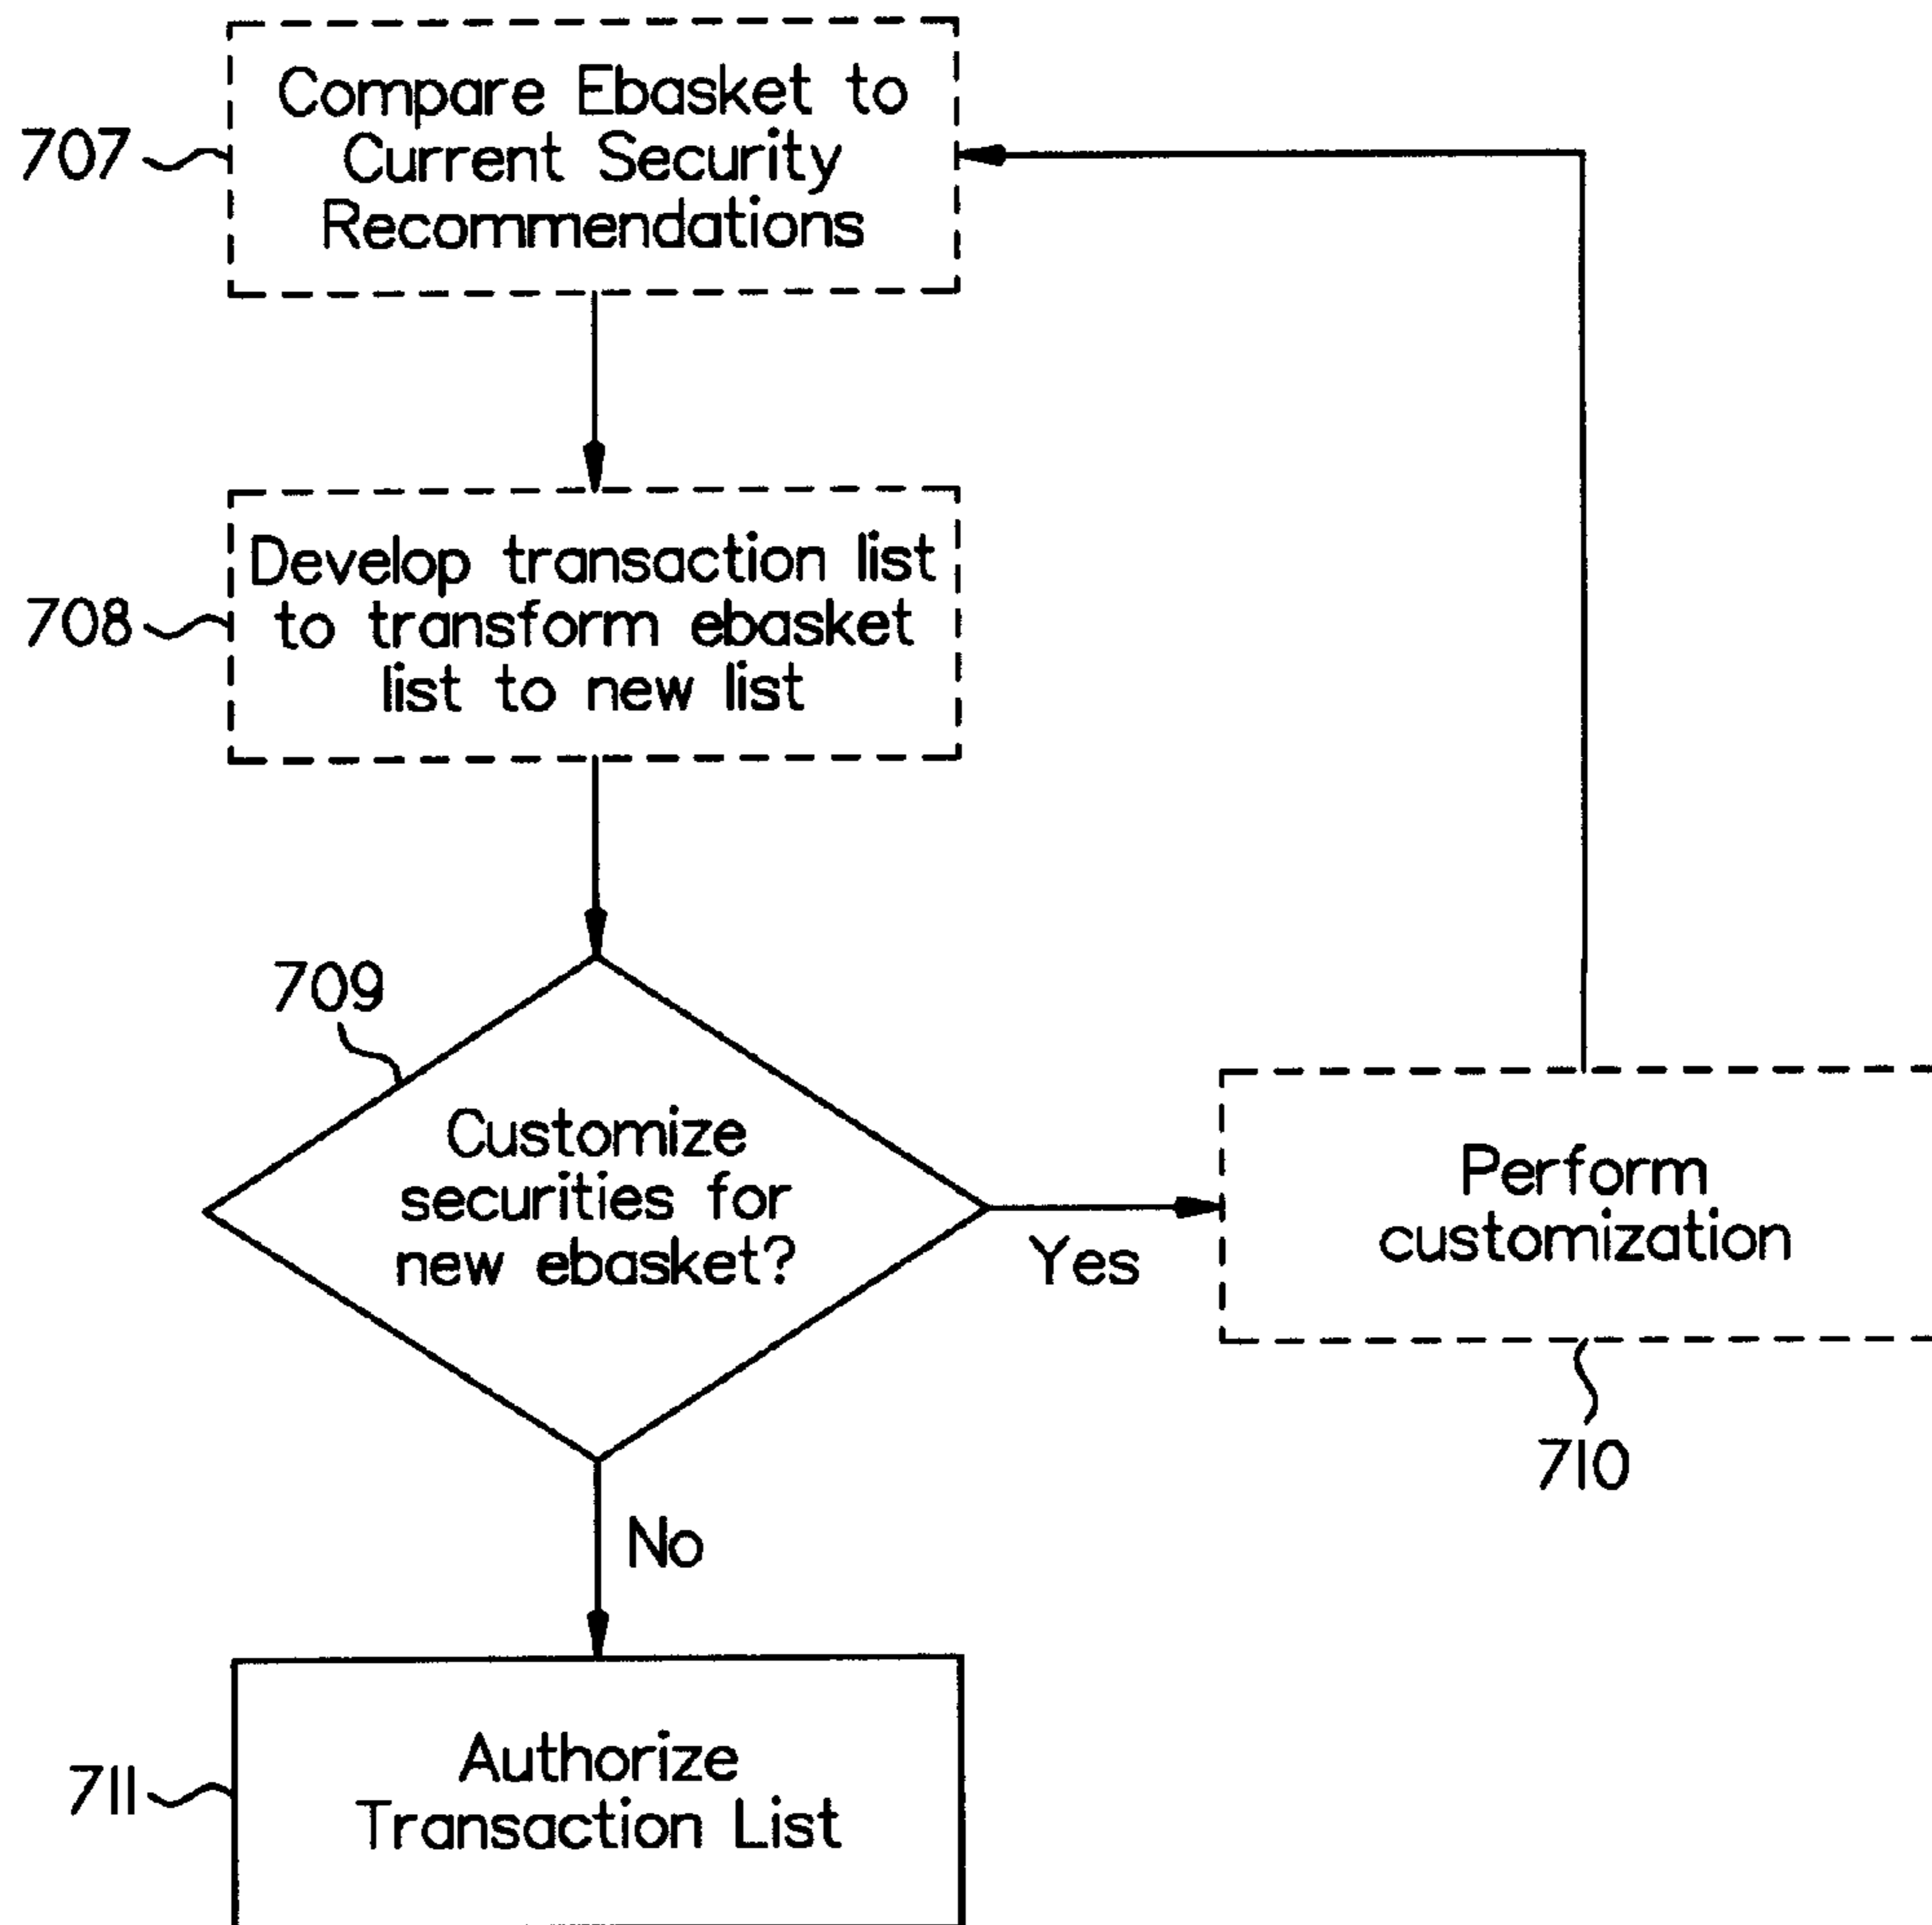 Compare Ebasket to
Current Security
Recommendations
707
Develop transaction list
to transform ebasket
list to new list
708
709
Customize
securities for
new ebasket?
Yes
Perform
customization
710
No
Authorize
Transaction List
711